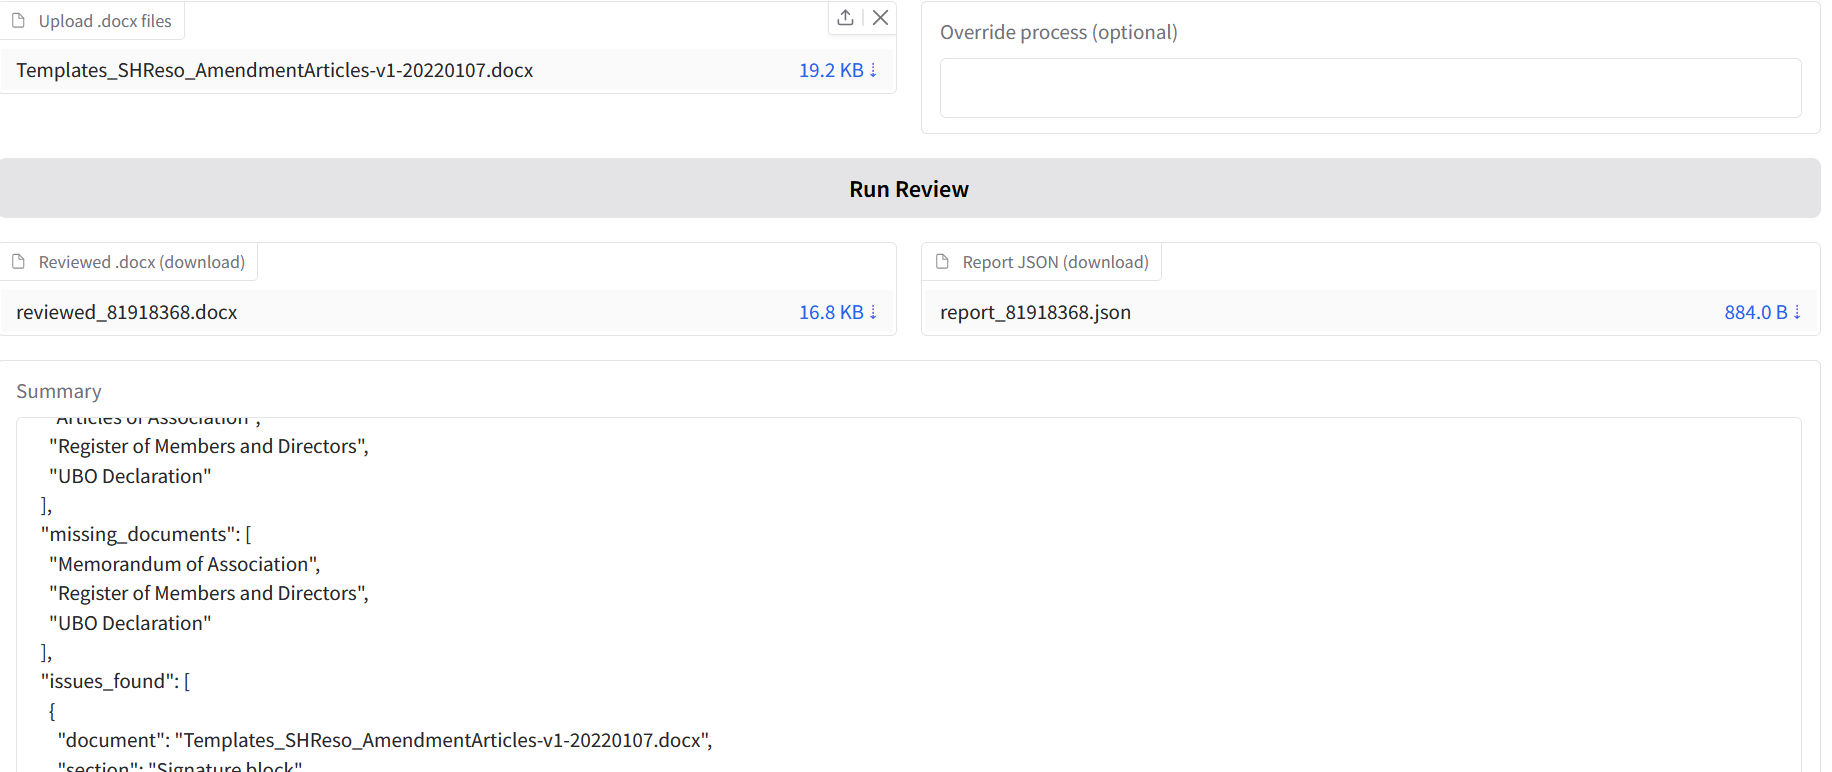 Upload .docx files
Templates_SHReso_AmendmentArticles-v1-20220107.docx 19.2 KB ⇣
Override process (optional)
Run Review
Reviewed .docx (download)
reviewed_81918368.docx 16.8 KB ⇣
Report JSON (download)
report_81918368.json 884.0 B ⇣
Summary
"Articles of Association",
"Register of Members and Directors",
"UBO Declaration"
],
"missing_documents": [
"Memorandum of Association",
"Register of Members and Directors",
"UBO Declaration"
],
"issues_found": [
{
"document": "Templates_SHReso_AmendmentArticles-v1-20220107.docx",
"section": "Signature block"